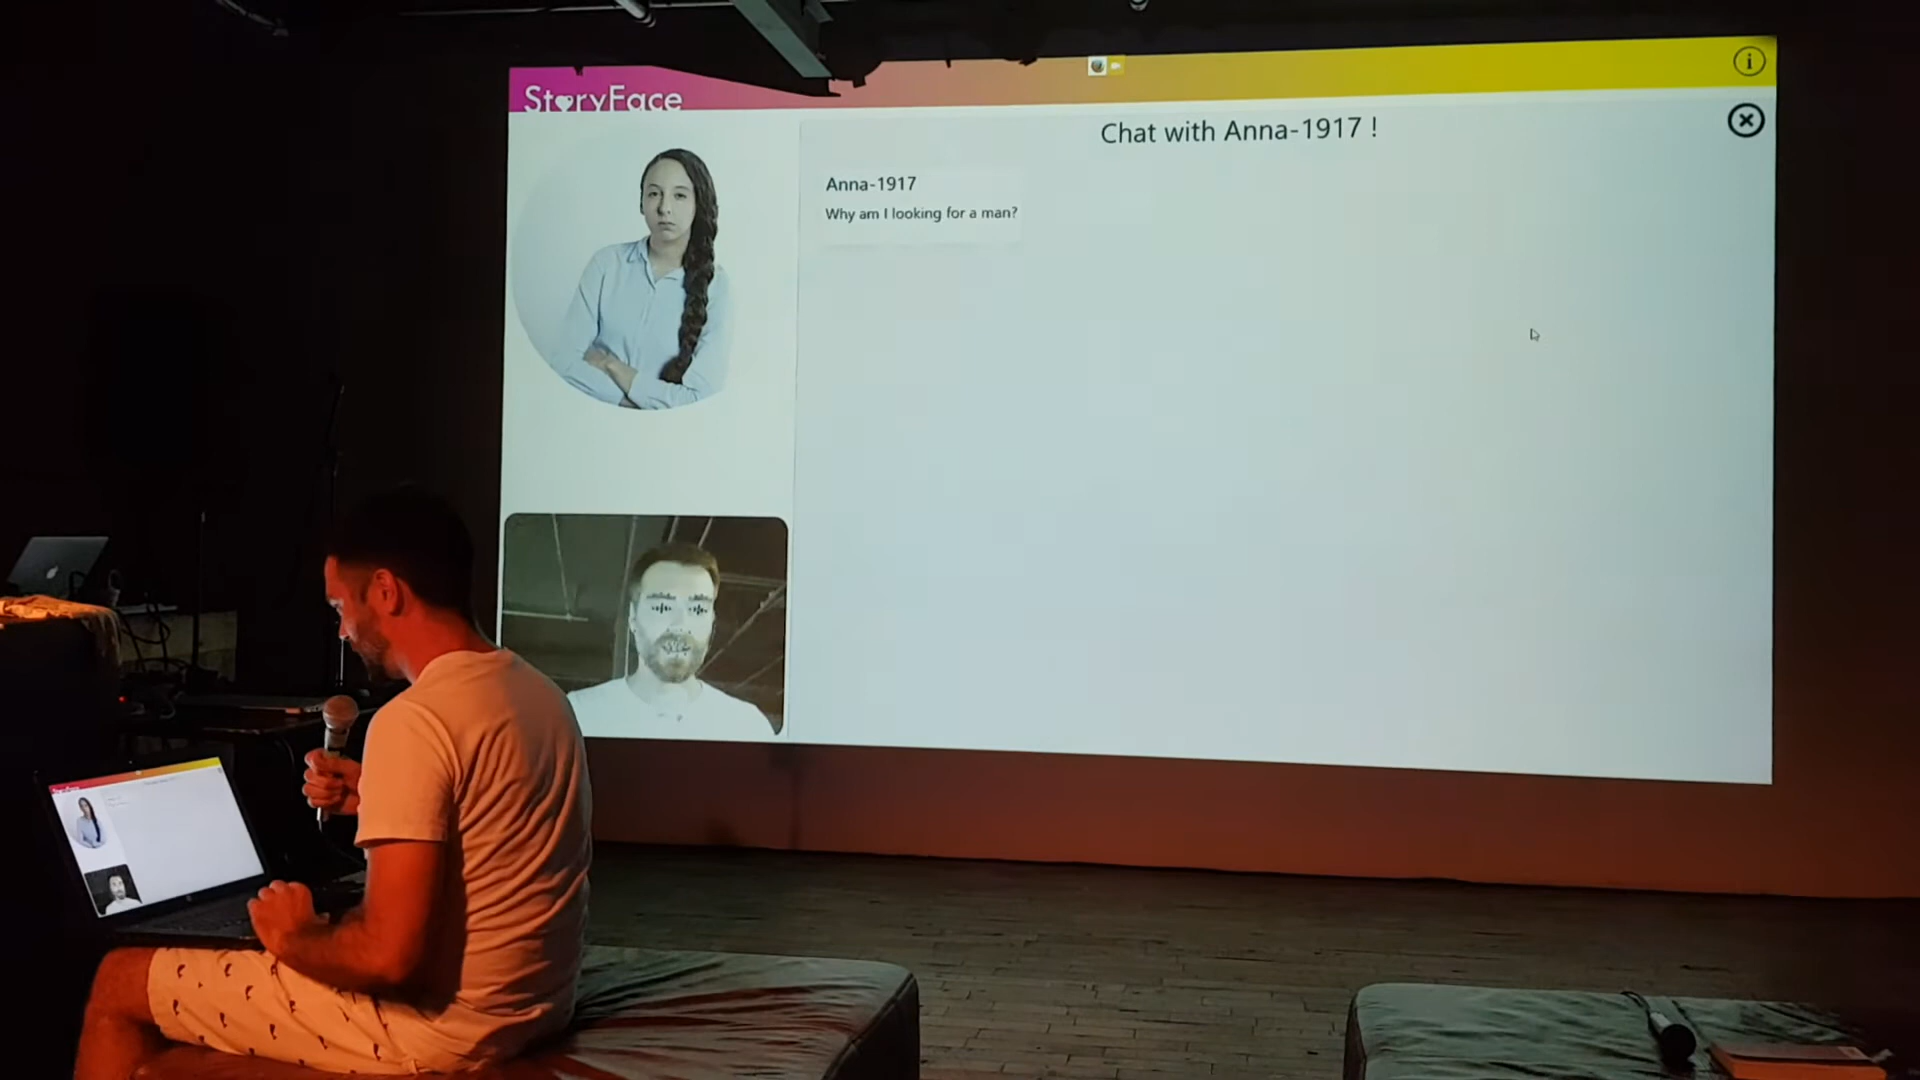 StoryFace
i
Chat with Anna-1917 !
Anna-1917
Why am I looking for a man?